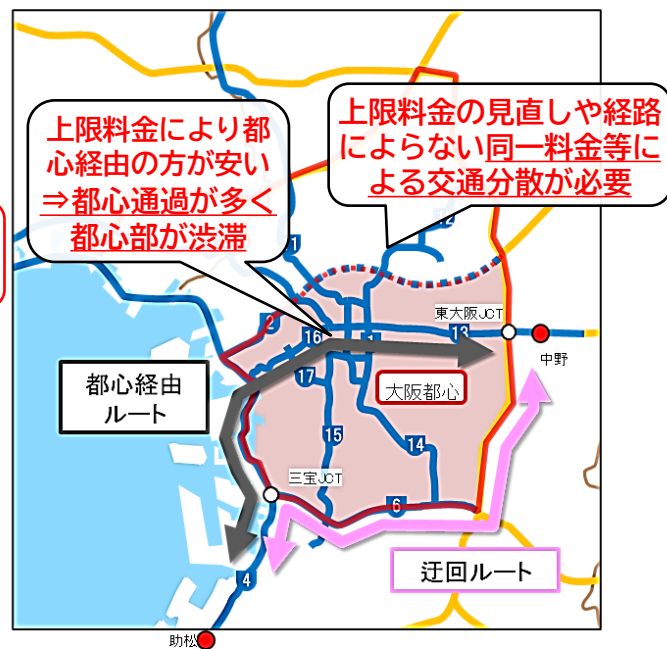 上限料金により都
心経由の方が安い
⇒都心通過が多く
都心部が渋滞
上限料金の見直しや経路
によらない同一料金等に
よる交通分散が必要
12
1
2
16
東大阪JCT
13
1
中野
17
大阪都心
都心経由
ルート
15
14
三宝JCT
6
4
迂回ルート
助松